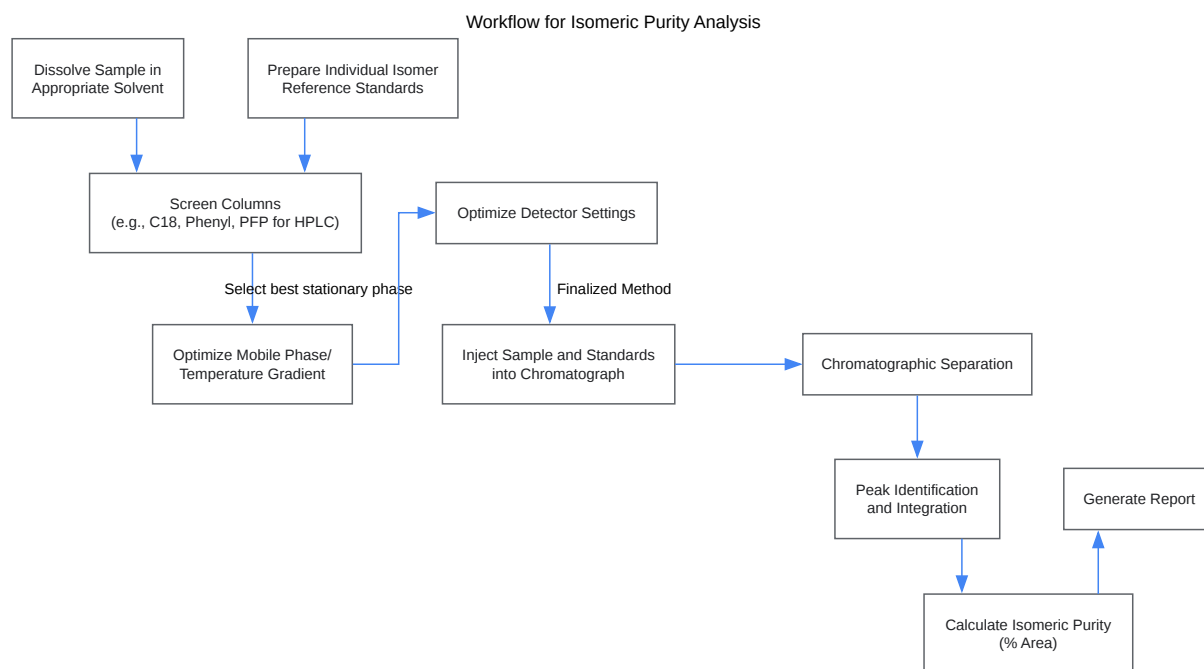 Workflow for Isomeric Purity Analysis
Dissolve Sample in
Appropriate Solvent
Prepare Individual Isomer
Reference Standards
Screen Columns
(e.g., C18, Phenyl, PFP for HPLC)
Select best stationary phase
Optimize Mobile Phase/
Temperature Gradient
Optimize Detector Settings
Finalized Method
Inject Sample and Standards
into Chromatograph
Chromatographic Separation
Peak Identification
and Integration
Calculate Isomeric Purity
(% Area)
Generate Report